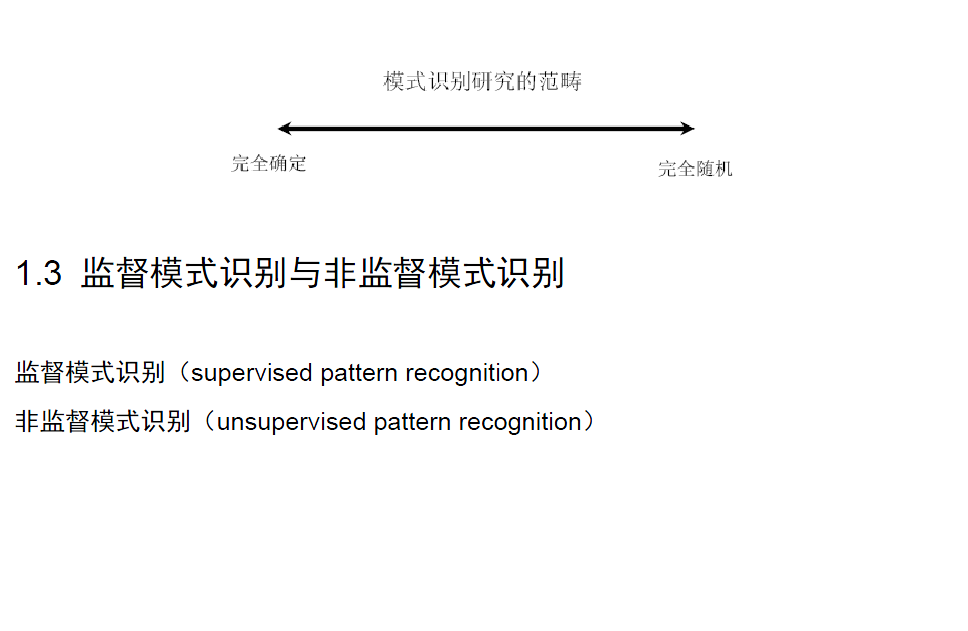 模式识别研究的范畴
完全确定
完全随机
1.3 监督模式识别与非监督模式识别
监督模式识别（supervised pattern recognition）
非监督模式识别（unsupervised pattern recognition）